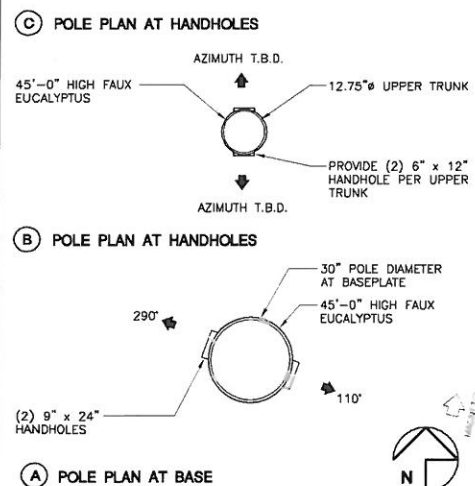 C POLE PLAN AT HANDHOLES
AZIMUTH T.B.D.
45'-0" HIGH FAUX
EUCALYPTUS
12.75"ø UPPER TRUNK
PROVIDE (2) 6" x 12"
HANDHOLE PER UPPER
TRUNK
AZIMUTH T.B.D.
B POLE PLAN AT HANDHOLES
30" POLE DIAMETER
AT BASEPLATE
45'-0" HIGH FAUX
EUCALYPTUS
290°
110°
(2) 9" x 24"
HANDHOLES
A POLE PLAN AT BASE
N